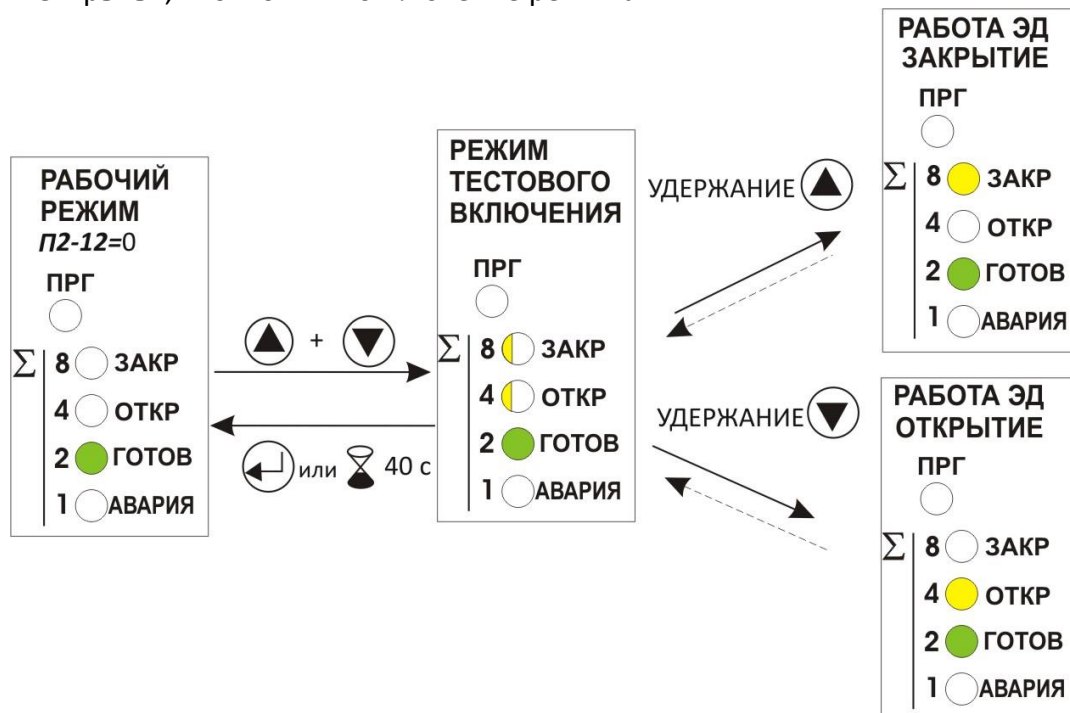 РАБОЧИЙ
РЕЖИМ
П2-12=0
ПРГ
Σ
8 ЗАКР
4 ОТКР
2 ГОТОВ
1 АВАРИЯ
+
или 40 с
РЕЖИМ
ТЕСТОВОГО
ВКЛЮЧЕНИЯ
ПРГ
Σ
8 ЗАКР
4 ОТКР
2 ГОТОВ
1 АВАРИЯ
УДЕРЖАНИЕ
УДЕРЖАНИЕ
РАБОТА ЭД
ЗАКРЫТИЕ
ПРГ
Σ
8 ЗАКР
4 ОТКР
2 ГОТОВ
1 АВАРИЯ
РАБОТА ЭД
ОТКРЫТИЕ
ПРГ
Σ
8 ЗАКР
4 ОТКР
2 ГОТОВ
1 АВАРИЯ